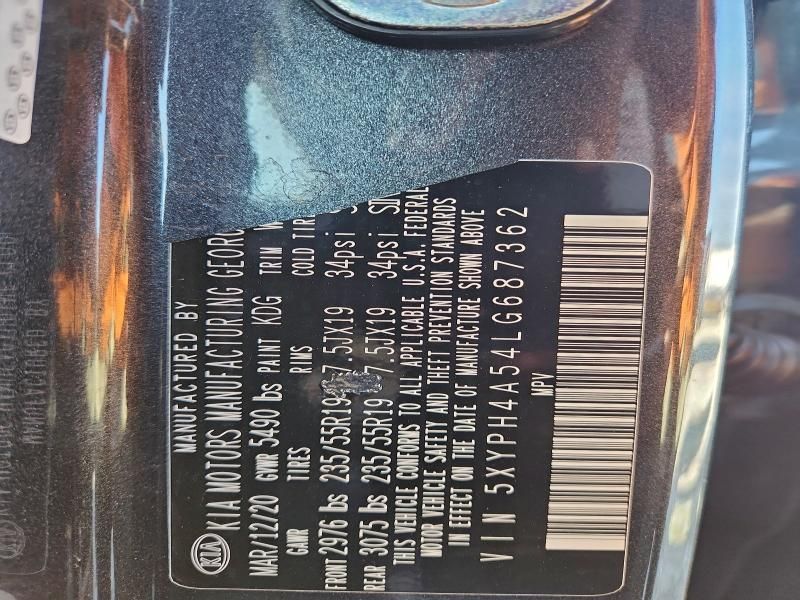 MANUFACTURED BY
KIA KIA MOTORS MANUFACTURING GEOR
MAR/12/20 GVWR 5490 lbs PAINT KDG TRIM
GAWR TIRES RIMS COLD TIR
FRONT 2976 lbs 235/55R19 7.5JX19 34psi
REAR 3075 lbs 235/55R19 7.5JX19 34psi SI
THIS VEHICLE CONFORMS TO ALL APPLICABLE U.S.A. FEDERAL
MOTOR VEHICLE SAFETY AND THEFT PREVENTION STANDARDS
IN EFFECT ON THE DATE OF MANUFACTURE SHOWN ABOVE
VIN 5XYPH4A54LG687362
MPV